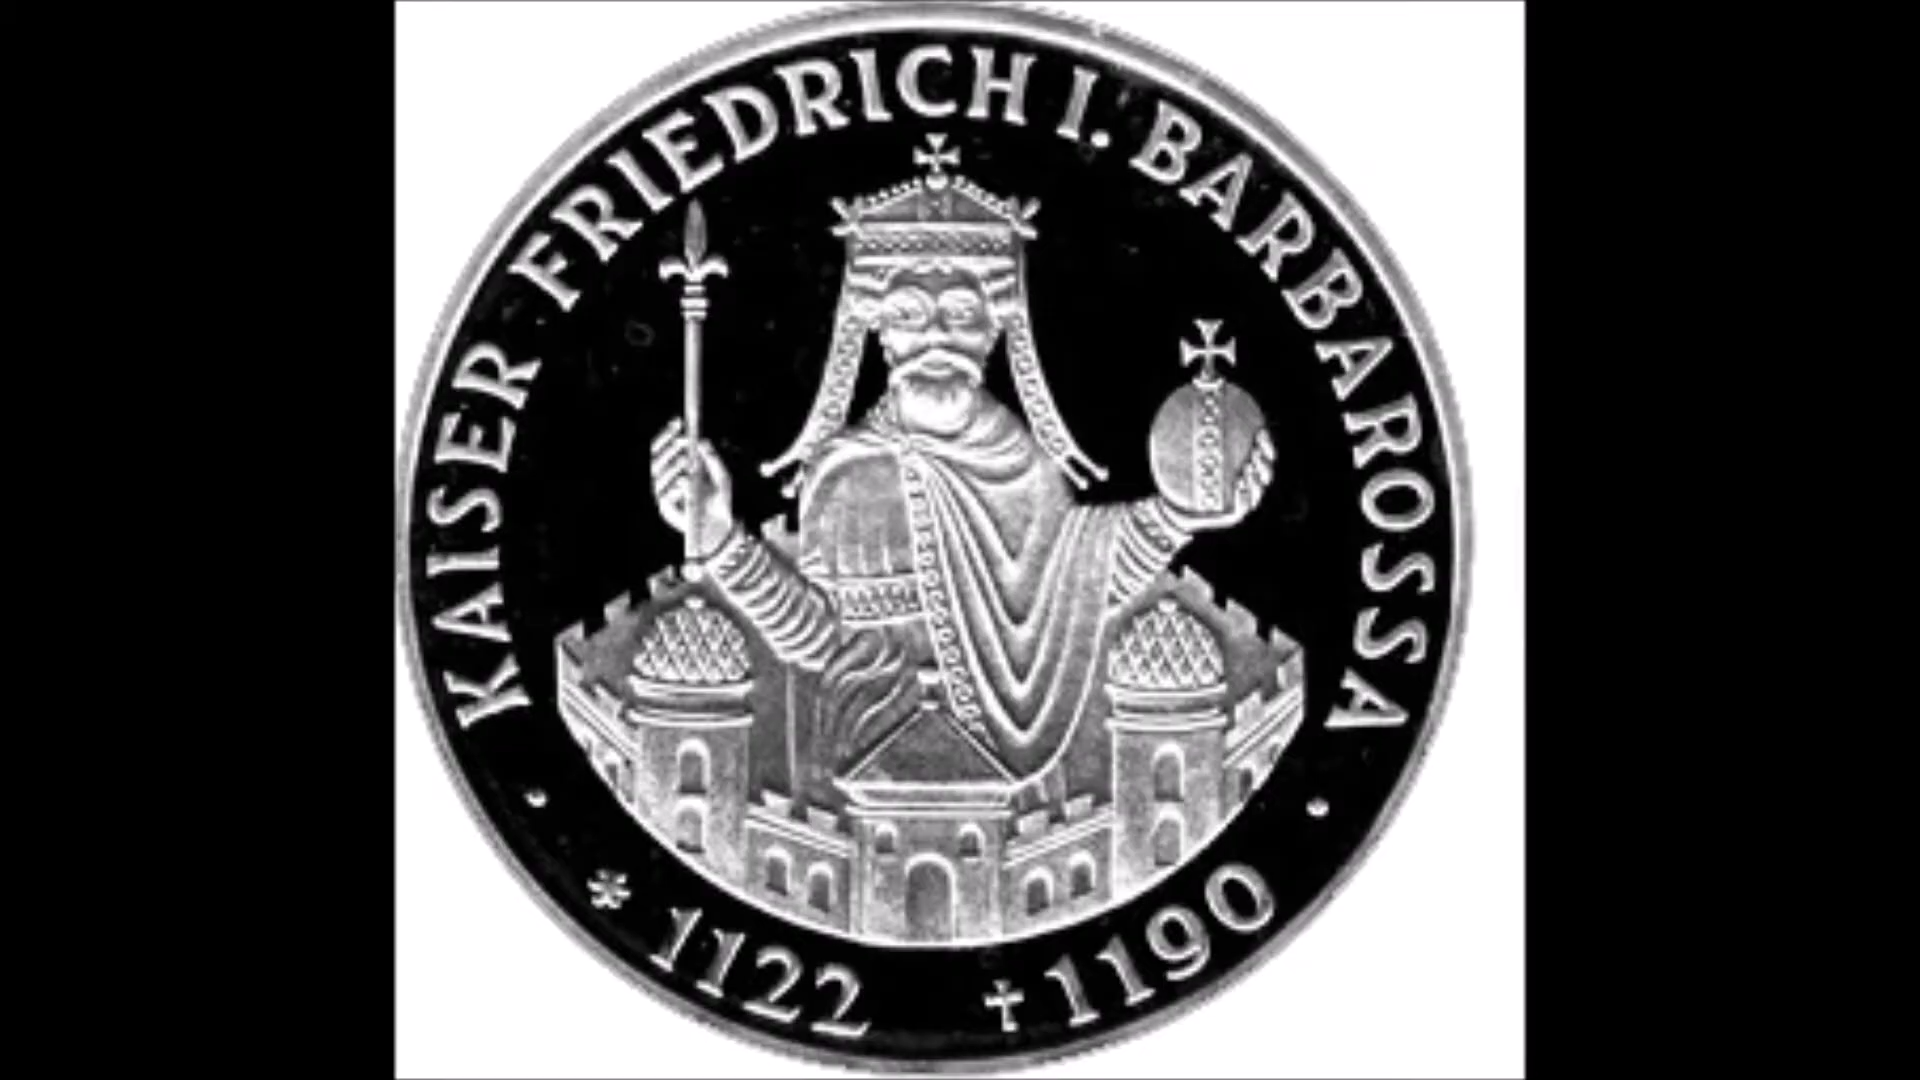 KAISER FRIEDRICH I. BARBAROSSA
* 1122 † 1190